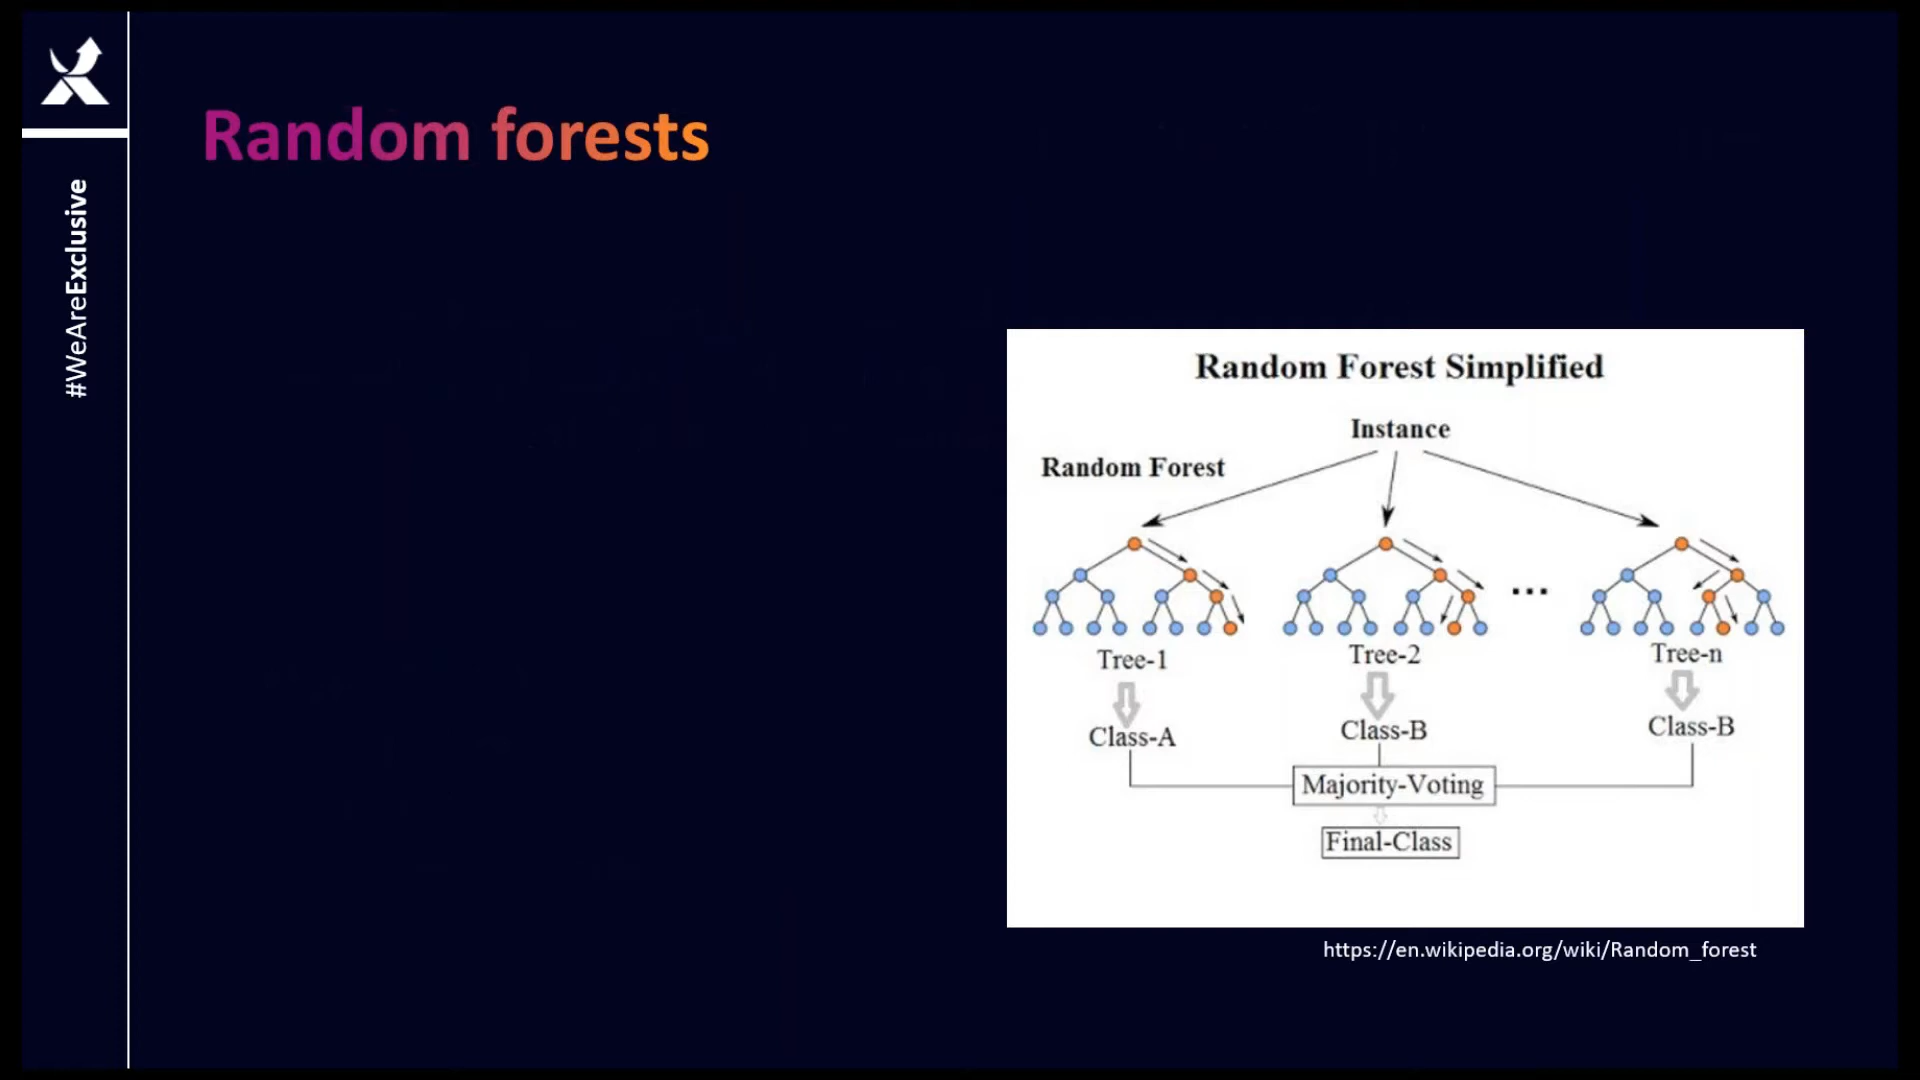 #WeAreExclusive
Random forests
Random Forest Simplified
Instance
Random Forest
...
Tree-1
Tree-2
Tree-n
Class-A
Class-B
Class-B
Majority-Voting
Final-Class
https://en.wikipedia.org/wiki/Random_forest